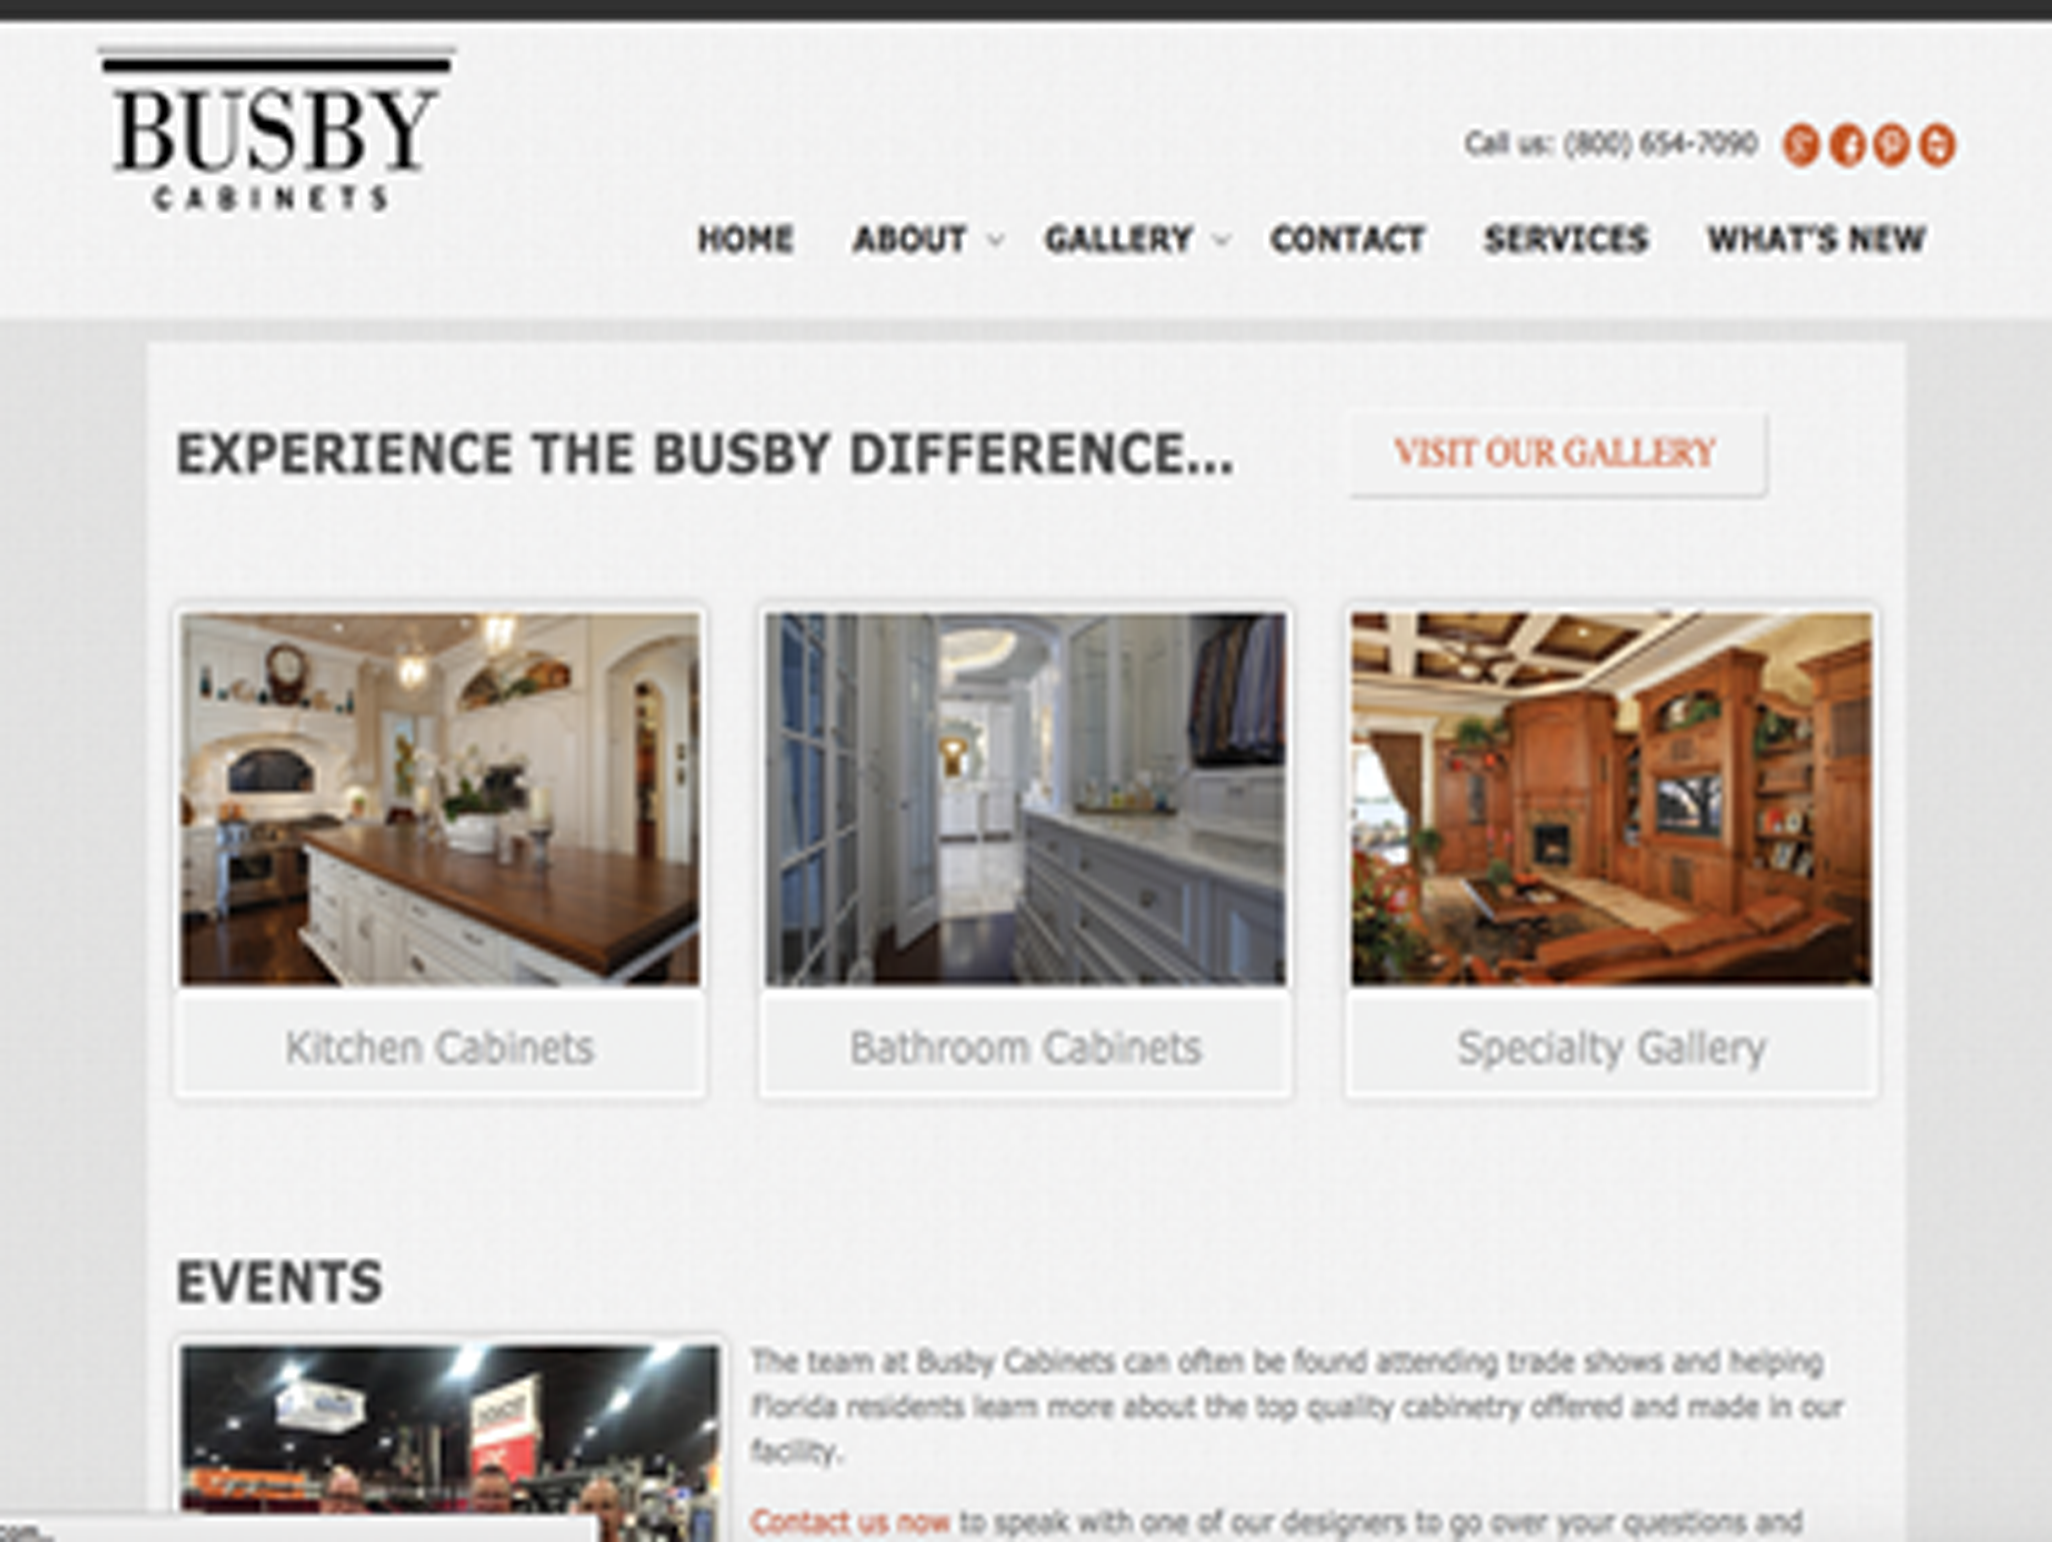 BUSBY
CABINETS
Call us: (800) 654-7090
HOME ABOUT GALLERY CONTACT SERVICES WHAT'S NEW
EXPERIENCE THE BUSBY DIFFERENCE...
VISIT OUR GALLERY
Kitchen Cabinets
Bathroom Cabinets
Specialty Gallery
EVENTS
The team at Busby Cabinets can often be found attending trade shows and helping
Florida residents learn more about the top quality cabinetry offered and made in our
facility.
Contact us now to speak with one of our designers to go over your questions and